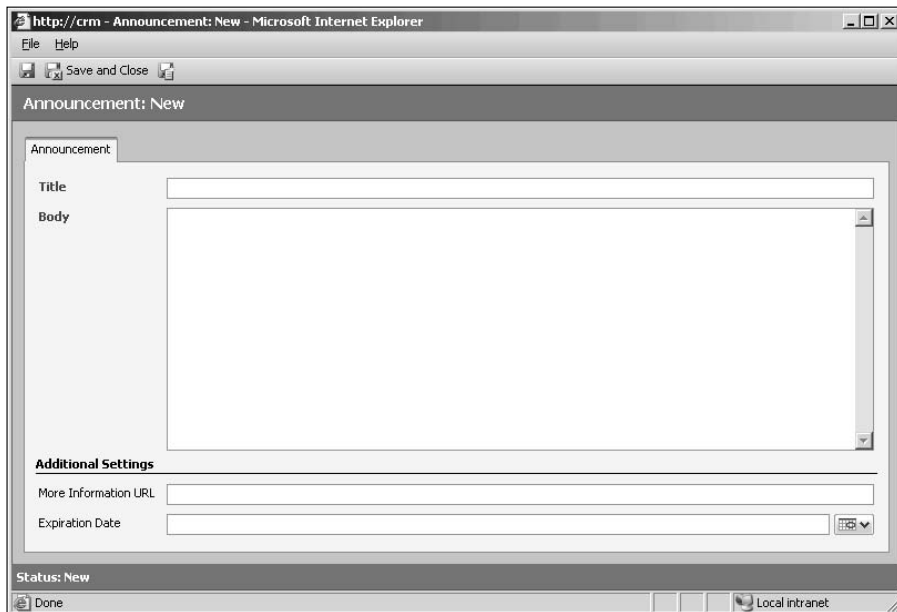 http://crm - Announcement: New - Microsoft Internet Explorer
File Help
Save and Close
Announcement: New
Announcement
Title
Body
Additional Settings
More Information URL
Expiration Date
Status: New
Done Local intranet